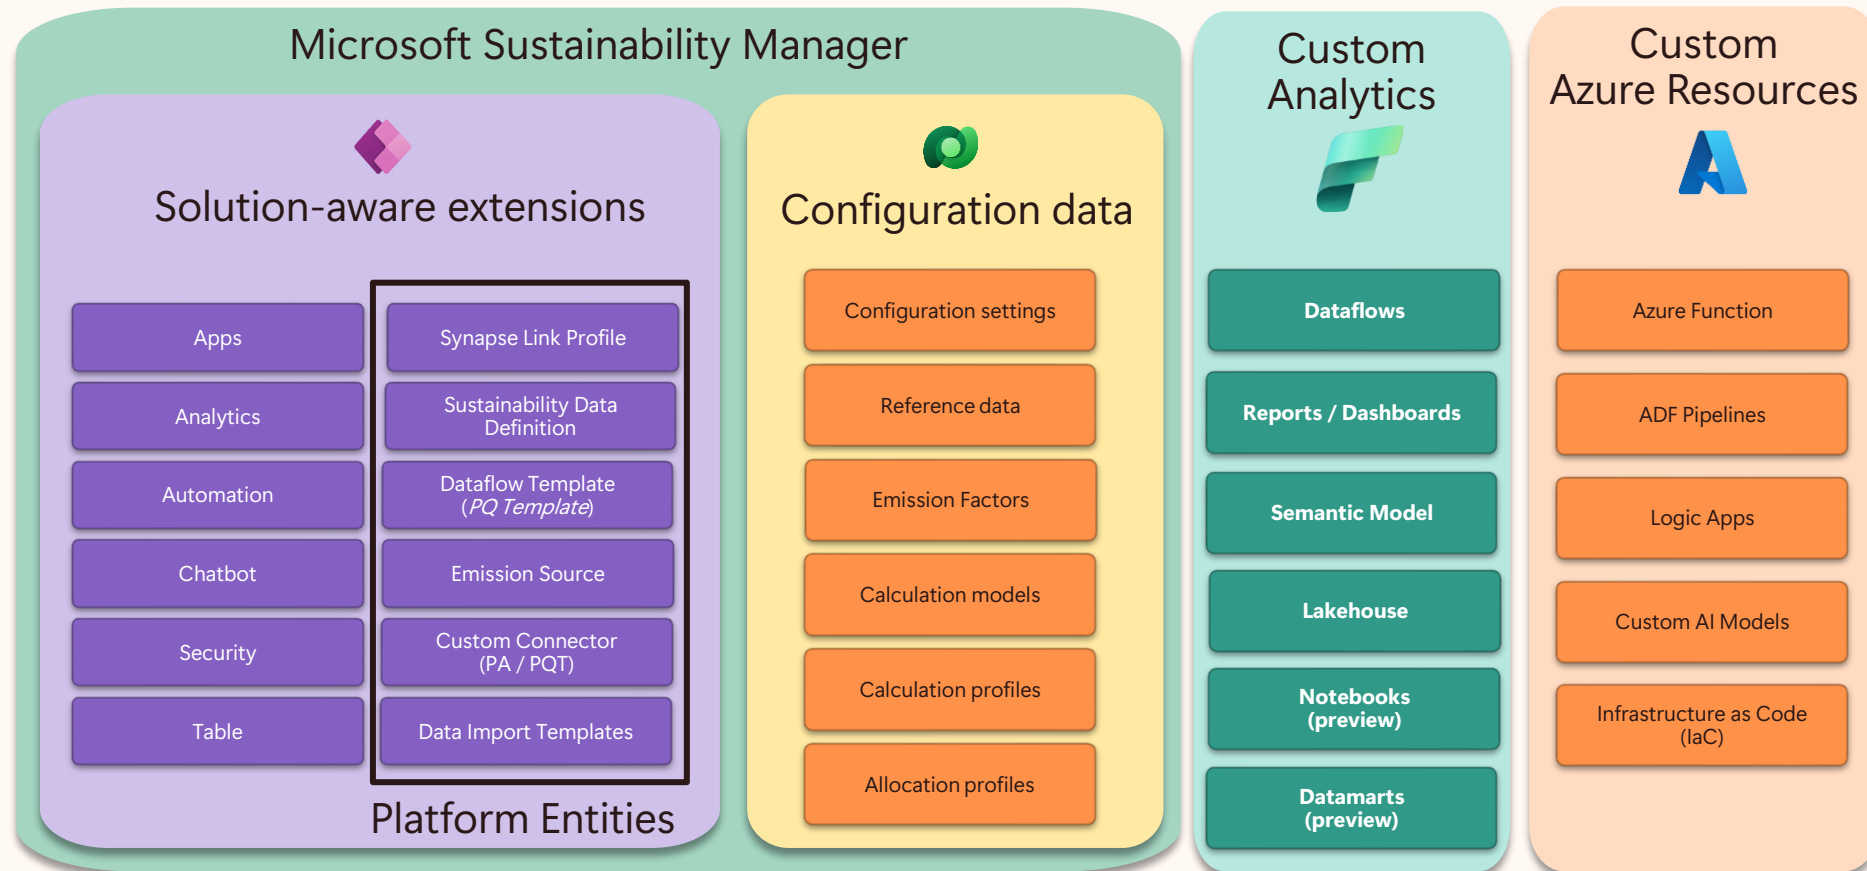 Microsoft Sustainability Manager
Solution-aware extensions
Apps
Analytics
Automation
Chatbot
Security
Table
Synapse Link Profile
Sustainability Data
Definition
Dataflow Template
(PQ Template)
Emission Source
Custom Connector
(PA / PQT)
Data Import Templates
Platform Entities
Configuration data
Configuration settings
Reference data
Emission Factors
Calculation models
Calculation profiles
Allocation profiles
Custom
Analytics
Dataflows
Reports / Dashboards
Semantic Model
Lakehouse
Notebooks
(preview)
Datamarts
(preview)
Custom
Azure Resources
Azure Function
ADF Pipelines
Logic Apps
Custom AI Models
Infrastructure as Code
(IaC)